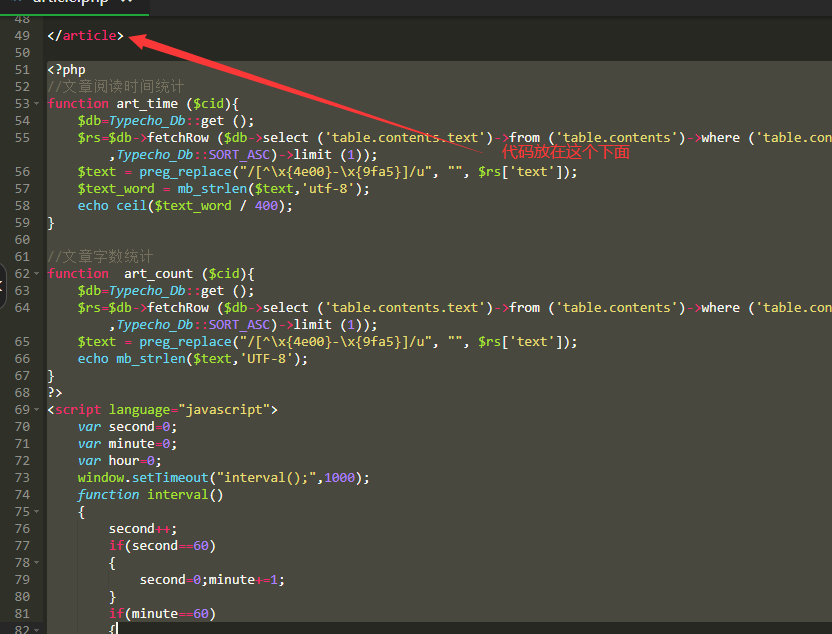 48
49 </article>
50
51 <?php
52 //文章阅读时间统计
53 function art_time ($cid){
54 $db=Typecho_Db::get ();
55 $rs=$db->fetchRow ($db->select ('table.contents.text')->from ('table.contents')->where ('table.con
,Typecho_Db::SORT_ASC)->limit (1));
代码放在这个下面
56 $text = preg_replace("/[^\x{4e00}-\x{9fa5}]/u", "", $rs['text']);
57 $text_word = mb_strlen($text,'utf-8');
58 echo ceil($text_word / 400);
59 }
60
61 //文章字数统计
62 function  art_count ($cid){
63 $db=Typecho_Db::get ();
64 $rs=$db->fetchRow ($db->select ('table.contents.text')->from ('table.contents')->where ('table.con
,Typecho_Db::SORT_ASC)->limit (1));
65 $text = preg_replace("/[^\x{4e00}-\x{9fa5}]/u", "", $rs['text']);
66 echo mb_strlen($text,'UTF-8');
67 }
68 ?>
69 <script language="javascript">
70 var second=0;
71 var minute=0;
72 var hour=0;
73 window.setTimeout("interval();",1000);
74 function interval()
75 {
76 second++;
77 if(second==60)
78 {
79 second=0;minute+=1;
80 }
81 if(minute==60)
82 {